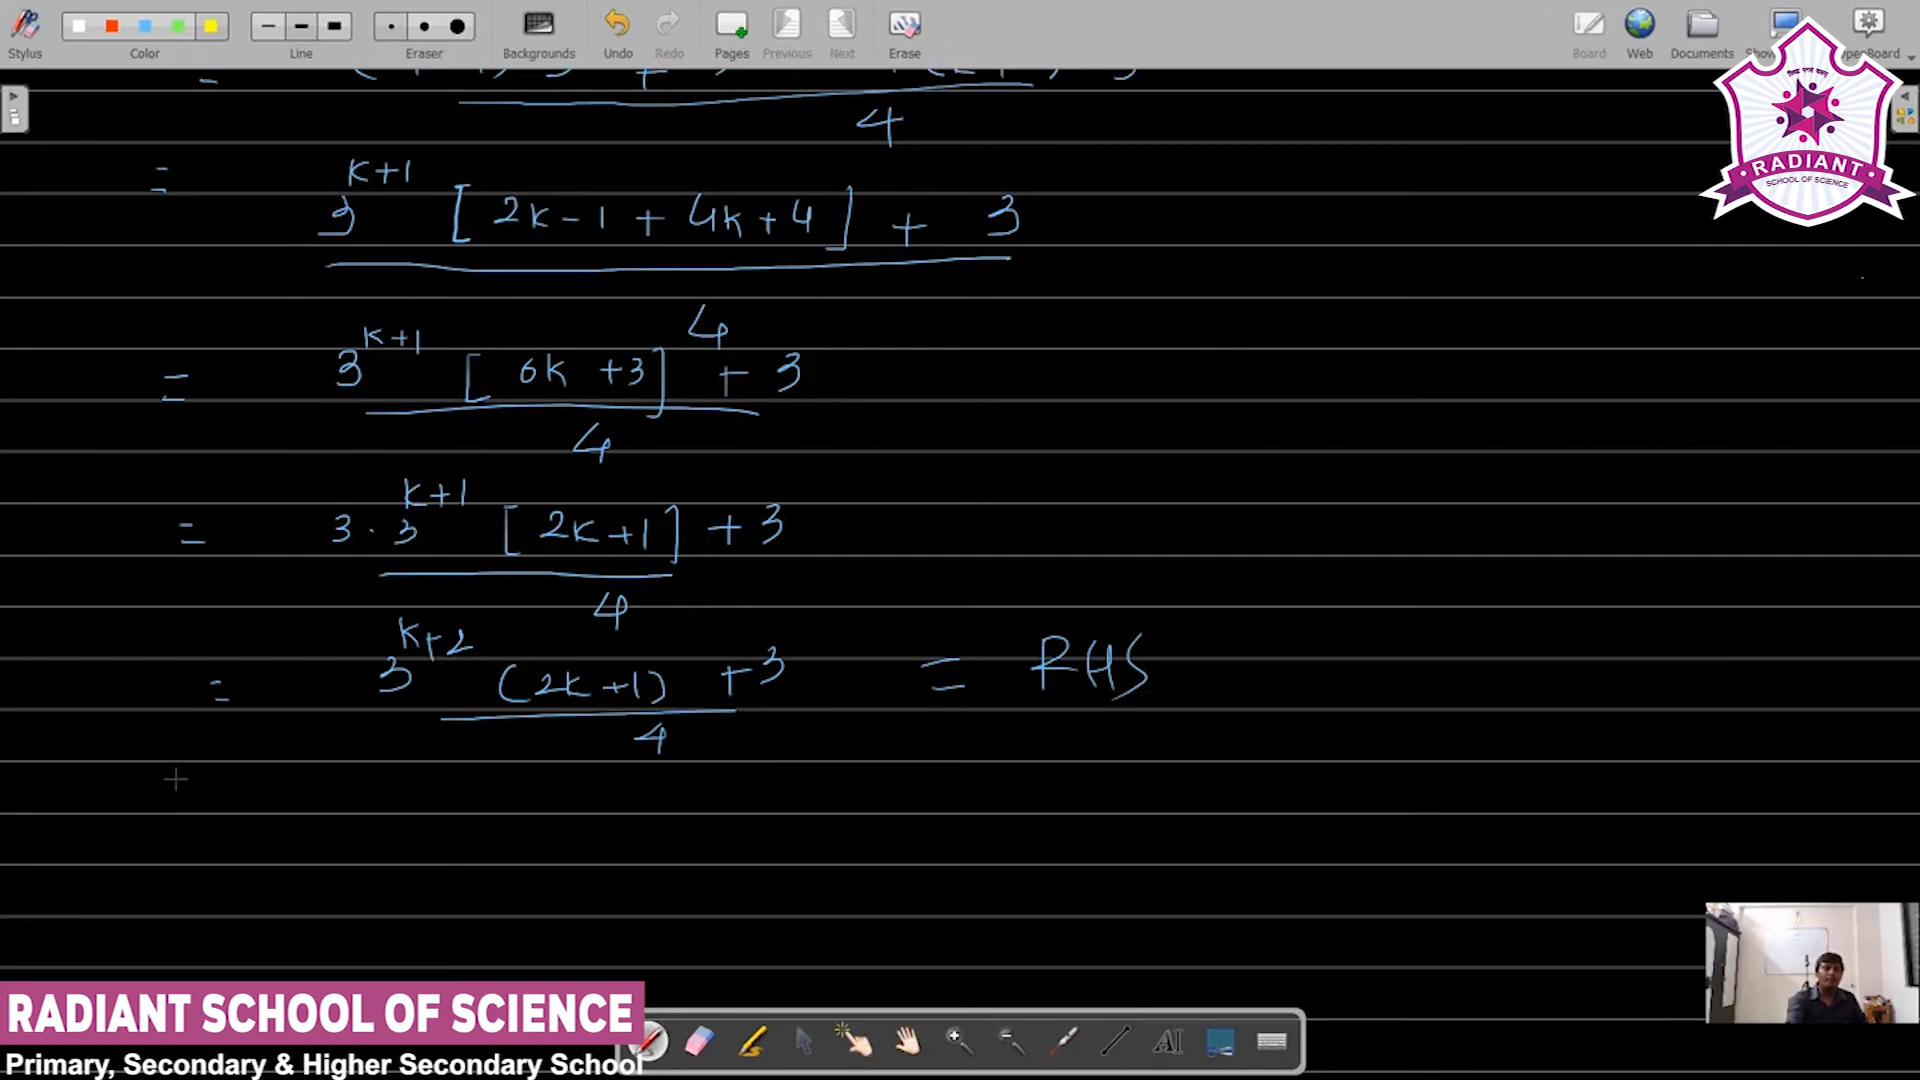 Stylus Color Line Eraser Backgrounds Undo Redo Pages Previous Next Erase Board Web Documents
4
= 3^{k+1} [ 2k - 1 + 4k + 4 ] + 3
4
= 3^{k+1} [ 6k + 3 ] + 3
4
= 3 · 3^{k+1} [ 2k + 1 ] + 3
4
= 3^{k+2} ( 2k + 1 ) + 3 = RHS
4
RADIANT
SCHOOL OF SCIENCE
RADIANT SCHOOL OF SCIENCE
Primary, Secondary & Higher Secondary School
AI